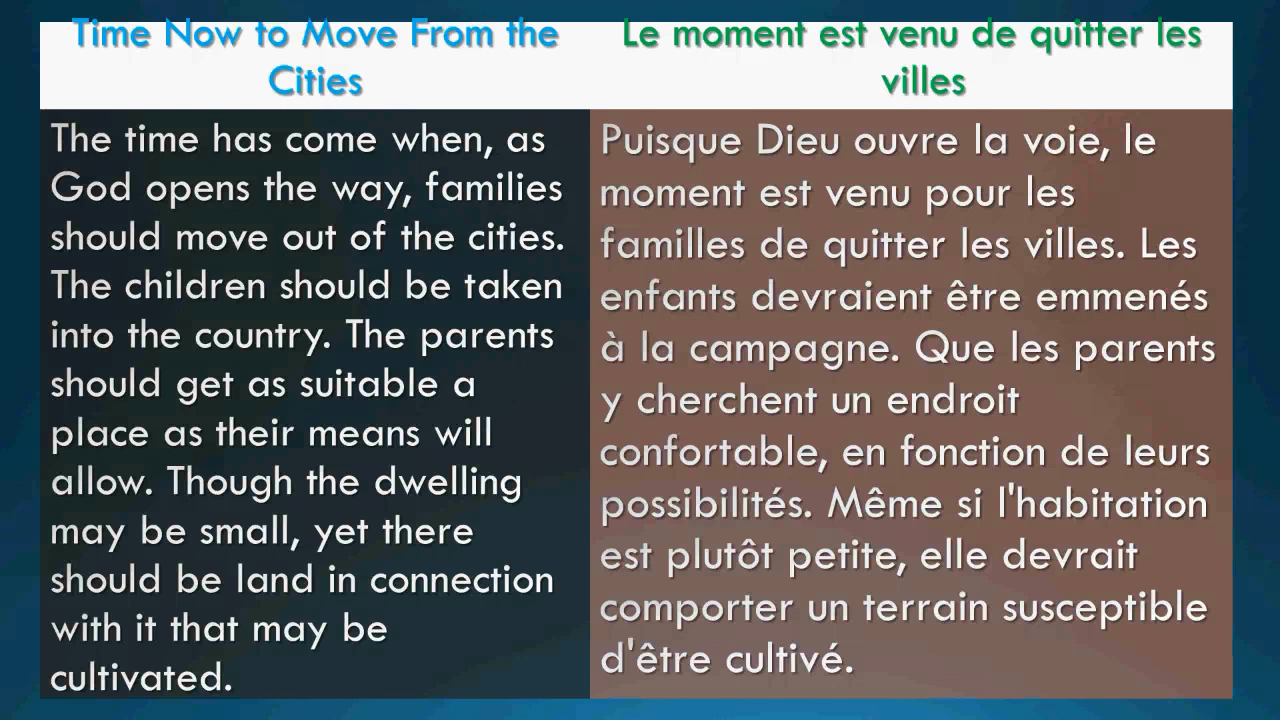 Time Now to Move From the
Cities
The time has come when, as
God opens the way, families
should move out of the cities.
The children should be taken
into the country. The parents
should get as suitable a
place as their means will
allow. Though the dwelling
may be small, yet there
should be land in connection
with it that may be
cultivated.
Le moment est venu de quitter les
villes
Puisque Dieu ouvre la voie, le
moment est venu pour les
familles de quitter les villes. Les
enfants devraient être emmenés
à la campagne. Que les parents
y cherchent un endroit
confortable, en fonction de leurs
possibilités. Même si l'habitation
est plutôt petite, elle devrait
comporter un terrain susceptible
d'être cultivé.